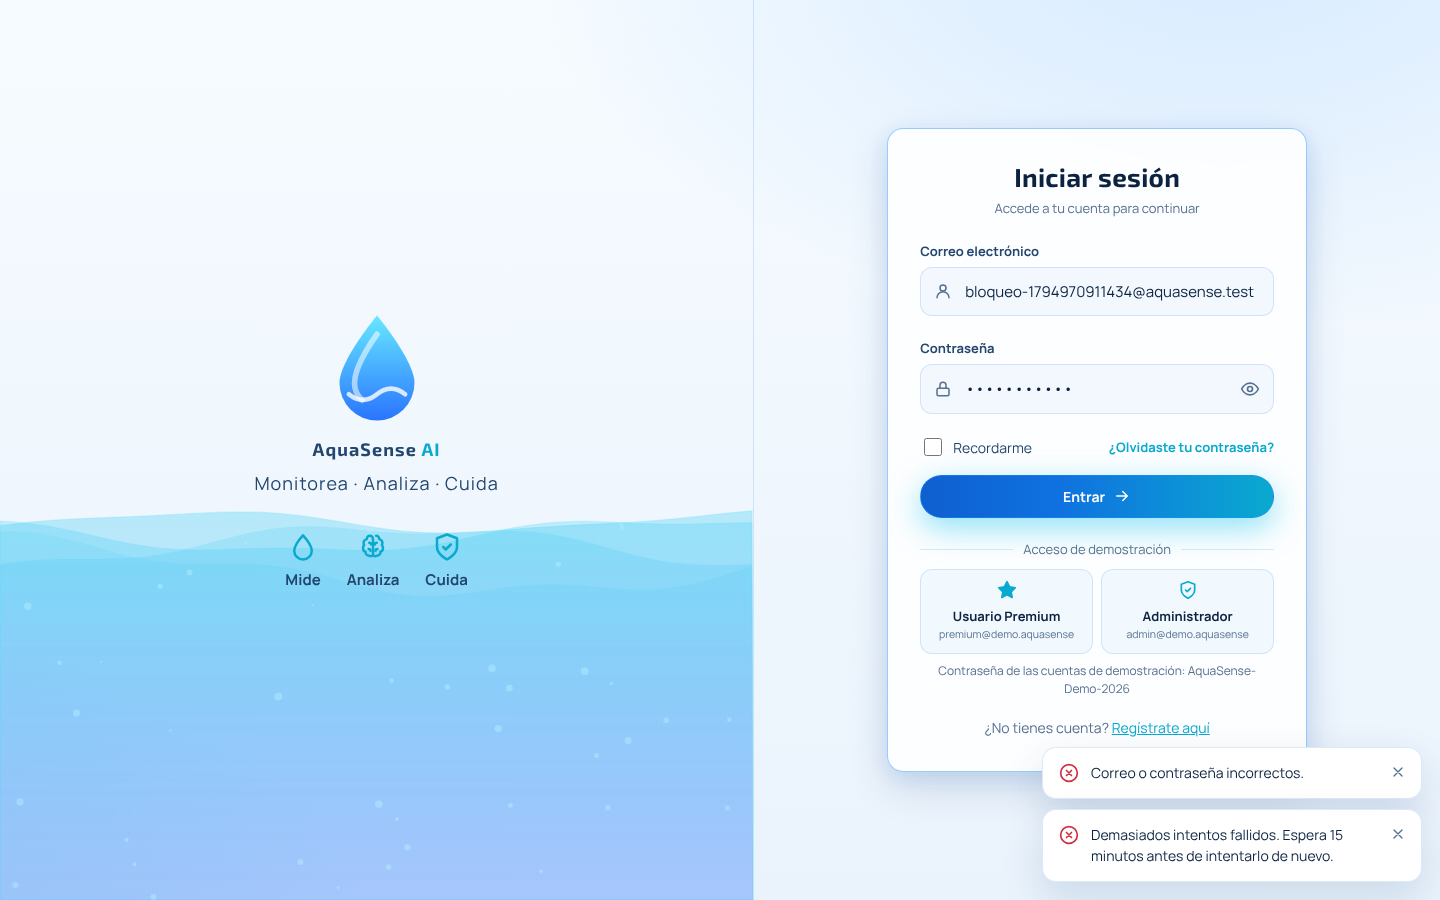 AquaSense AI
Monitorea · Analiza · Cuida
Mide
Analiza
Cuida
Iniciar sesión
Accede a tu cuenta para continuar
Correo electrónico
bloqueo-1794970911434@aquasense.test
Contraseña
•••••••••••
Recordarme
¿Olvidaste tu contraseña?
Entrar →
Acceso de demostración
Usuario Premium
premium@demo.aquasense
Administrador
admin@demo.aquasense
Contraseña de las cuentas de demostración: AquaSense-
Demo-2026
¿No tienes cuenta? Regístrate aquí
Correo o contraseña incorrectos.
Demasiados intentos fallidos. Espera 15
minutos antes de intentarlo de nuevo.